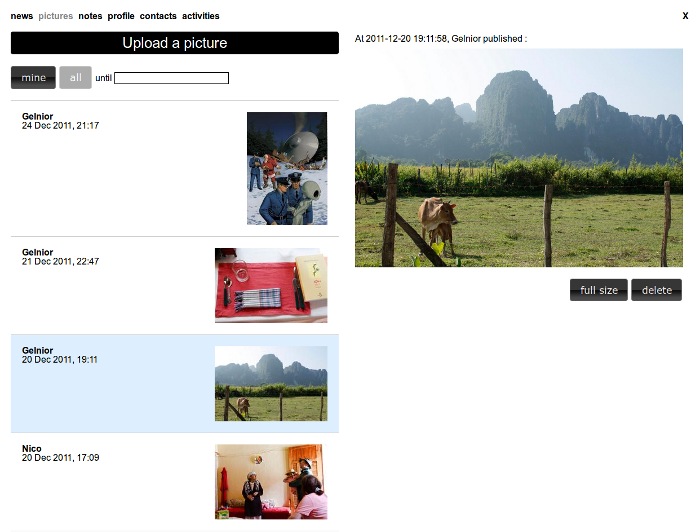 news pictures notes profile contacts activities
X
Upload a picture
mine all until
Gelnior
24 Dec 2011, 21:17
Gelnior
21 Dec 2011, 22:47
Gelnior
20 Dec 2011, 19:11
Nico
20 Dec 2011, 17:09
At 2011-12-20 19:11:58, Gelnior published :
full size delete